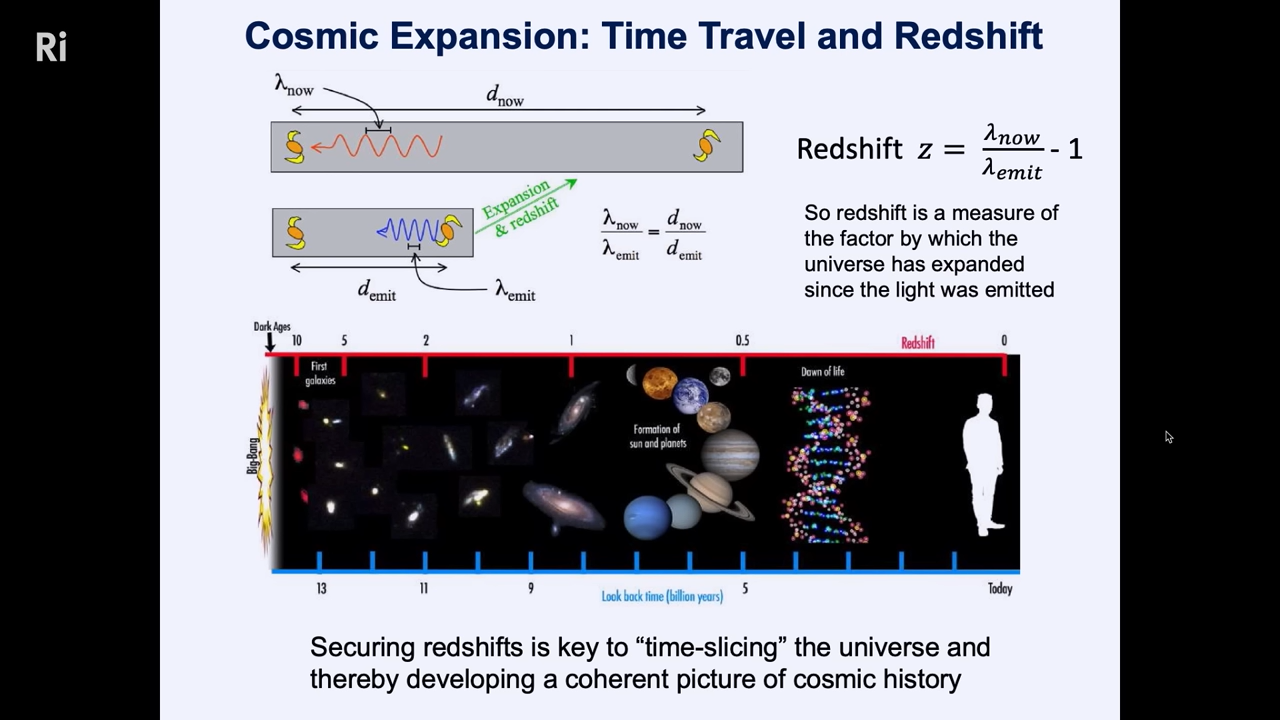 Ri
Cosmic Expansion: Time Travel and Redshift
λnow
dnow
Redshift z = λnow / λemit - 1
Expansion
& redshift
λnow / λemit = dnow / demit
demit
λemit
So redshift is a measure of
the factor by which the
universe has expanded
since the light was emitted
Dark Ages
10 5 2 1 0.5 Redshift 0
First
galaxies
Dawn of life
Formation of
sun and planets
Big-Bang
13 11 9 Look back time (billion years) 5 Today
Securing redshifts is key to “time-slicing” the universe and
thereby developing a coherent picture of cosmic history